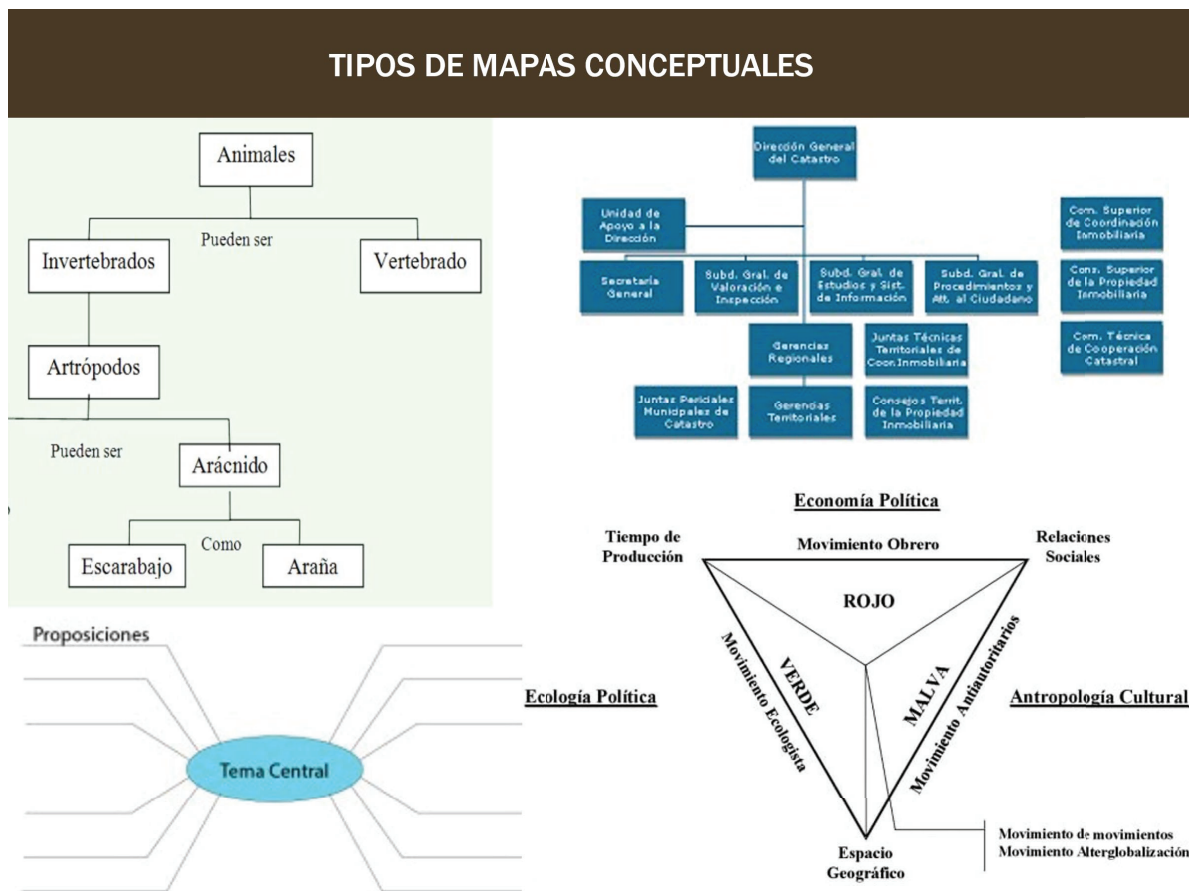 TIPOS DE MAPAS CONCEPTUALES
Animales
Pueden ser
Invertebrados
Vertebrado
Artrópodos
Pueden ser
Arácnido
Como
Escarabajo
Araña
Dirección General
del Catastro
Unidad de
Apoyo a la
Dirección
Secretaría
General
Subd. Gral. de
Valoración e
Inspección
Subd. Gral. de
Estudios y Sist.
de Información
Subd. Gral. de
Procedimientos y
Att. al Ciudadano
Com. Superior
de Coordinación
Inmobiliaria
Cons. Superior
de la Propiedad
Inmobiliaria
Com. Técnica
de Cooperación
Catastral
Gerencias
Regionales
Juntas Técnicas
Territoriales de
Coor.Inmobiliaria
Juntas Periciales
Municipales de
Catastro
Gerencias
Territoriales
Consejos Territ.
de la Propiedad
Inmobiliaria
Proposiciones
Tema Central
Economía Política
Tiempo de
Producción
Movimiento Obrero
Relaciones
Sociales
ROJO
VERDE
Movimiento Ecologista
MALVA
Movimiento Antiautoritarios
Ecología Política
Antropología Cultural
Espacio
Geográfico
Movimiento de movimientos
Movimiento Alterglobalización